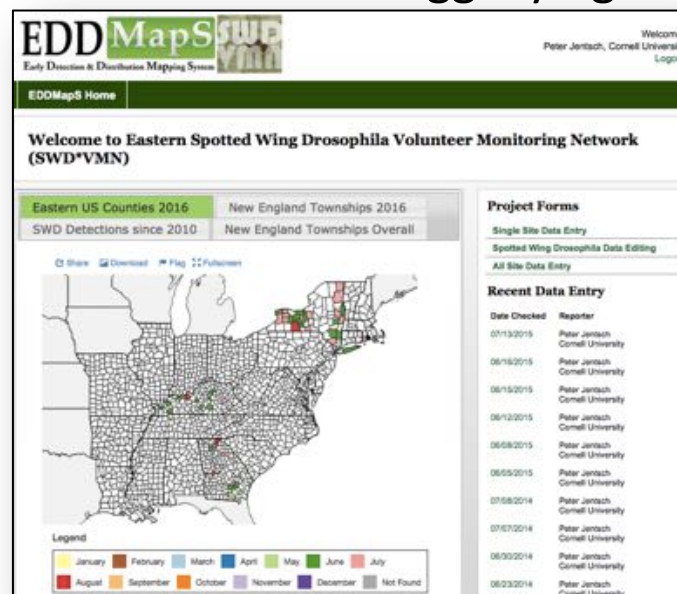 EDDMapS SWD VMN
Early Detection & Distribution Mapping System
Peter Jentsch, Cornell
EDDMapS Home
Welcome to Eastern Spotted Wing Drosophila Volunteer Monitoring Network
(SWD*VMN)
Eastern US Counties 2016
New England Townships 2016
SWD Detections since 2010
New England Townships Overall
Share Download Flag Fullscreen
Legend
January February March April May June July
August September October November December Not Found
Project Forms
Single Site Data Entry
Spotted Wing Drosophila Data Editing
All Site Data Entry
Recent Data Entry
Date Checked Reporter
07/13/2015 Peter Jentsch
Cornell University
06/16/2015 Peter Jentsch
Cornell University
06/15/2015 Peter Jentsch
Cornell University
06/12/2015 Peter Jentsch
Cornell University
06/08/2015 Peter Jentsch
Cornell University
06/05/2015 Peter Jentsch
Cornell University
07/08/2014 Peter Jentsch
Cornell University
07/07/2014 Peter Jentsch
Cornell University
06/30/2014 Peter Jentsch
Cornell University
06/23/2014 Peter Jentsch
Cornell University